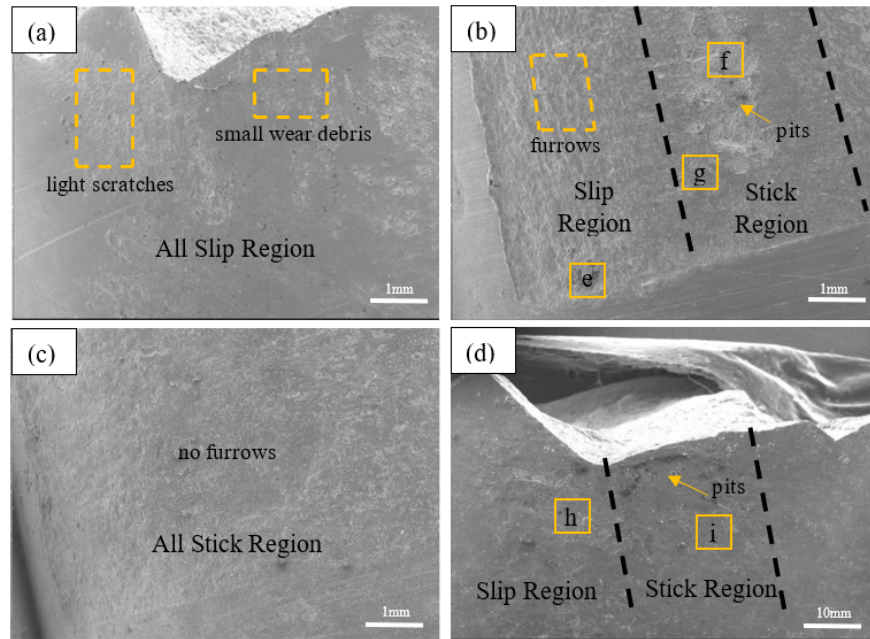 (a)
small wear debris
light scratches
All Slip Region
1mm
(b)
f
pits
furrows
g
Slip
Region
Stick
Region
e
1mm
(c)
no furrows
All Stick Region
1mm
(d)
pits
h
i
Slip Region
Stick Region
10mm